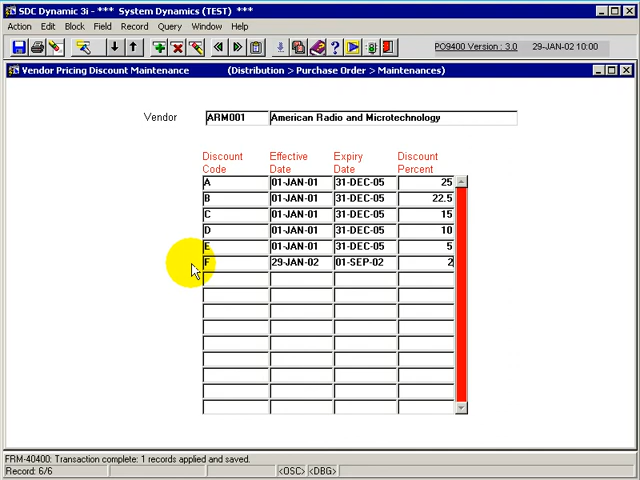 SDC Dynamic 3i - *** System Dynamics (TEST) ***
Action Edit Block Field Record Query Window Help
PO9400 Version : 3.0 29-JAN-02 10:00
Vendor Pricing Discount Maintenance (Distribution > Purchase Order > Maintenances)
Vendor ARM001 American Radio and Microtechnology
Discount Effective Expiry Discount
Code Date Date Percent
A 01-JAN-01 31-DEC-05 25
B 01-JAN-01 31-DEC-05 22.5
C 01-JAN-01 31-DEC-05 15
D 01-JAN-01 31-DEC-05 10
E 01-JAN-01 31-DEC-05 5
F 29-JAN-02 01-SEP-02 2
FRM-40400: Transaction complete: 1 records applied and saved.
Record: 6/6 <OSC> <DBG>